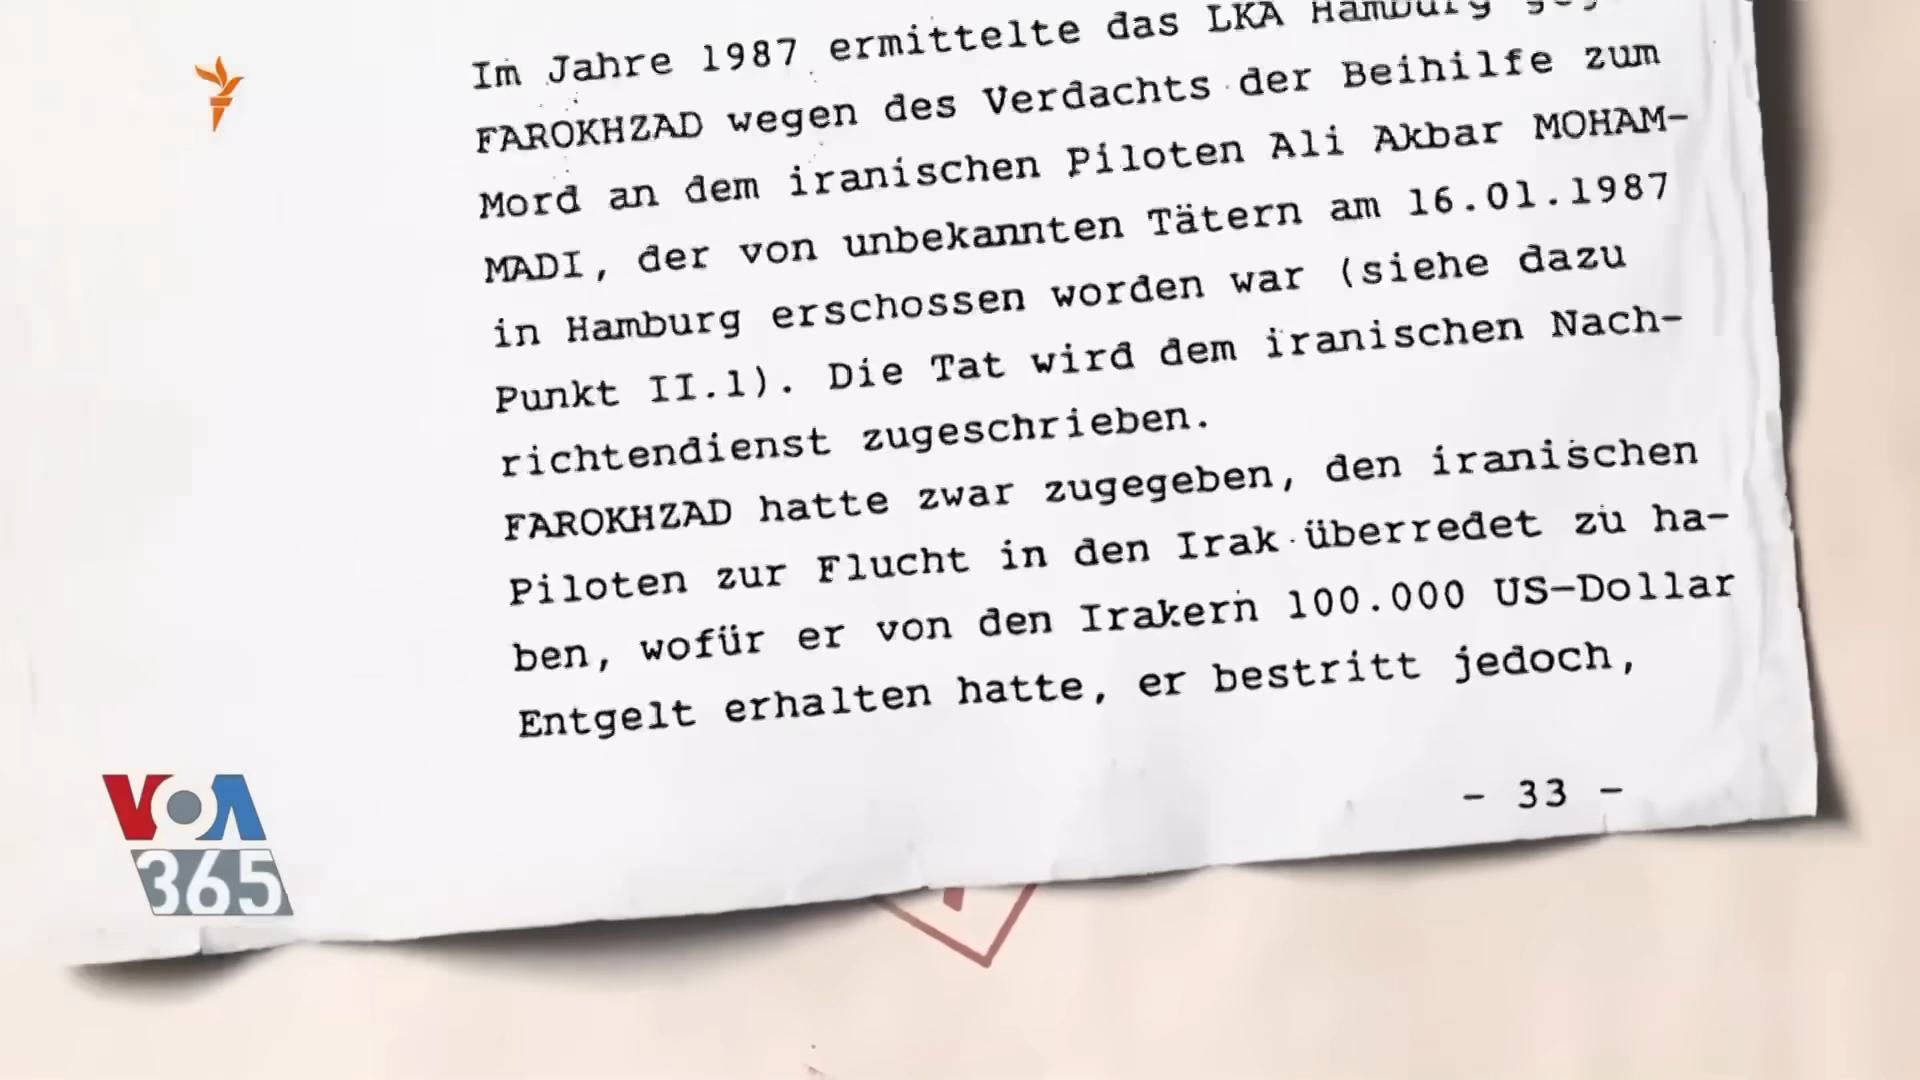 Im Jahre 1987 ermittelte das LKA Hamburg
FAROKHZAD wegen des Verdachts der Beihilfe zum
Mord an dem iranischen Piloten Ali Akbar MOHAM-
MADI, der von unbekannten Tätern am 16.01.1987
in Hamburg erschossen worden war (siehe dazu
Punkt II.1). Die Tat wird dem iranischen Nach-
richtendienst zugeschrieben.
FAROKHZAD hatte zwar zugegeben, den iranischen
Piloten zur Flucht in den Irak überredet zu ha-
ben, wofür er von den Irakern 100.000 US-Dollar
Entgelt erhalten hatte, er bestritt jedoch,
- 33 -
VOA
365